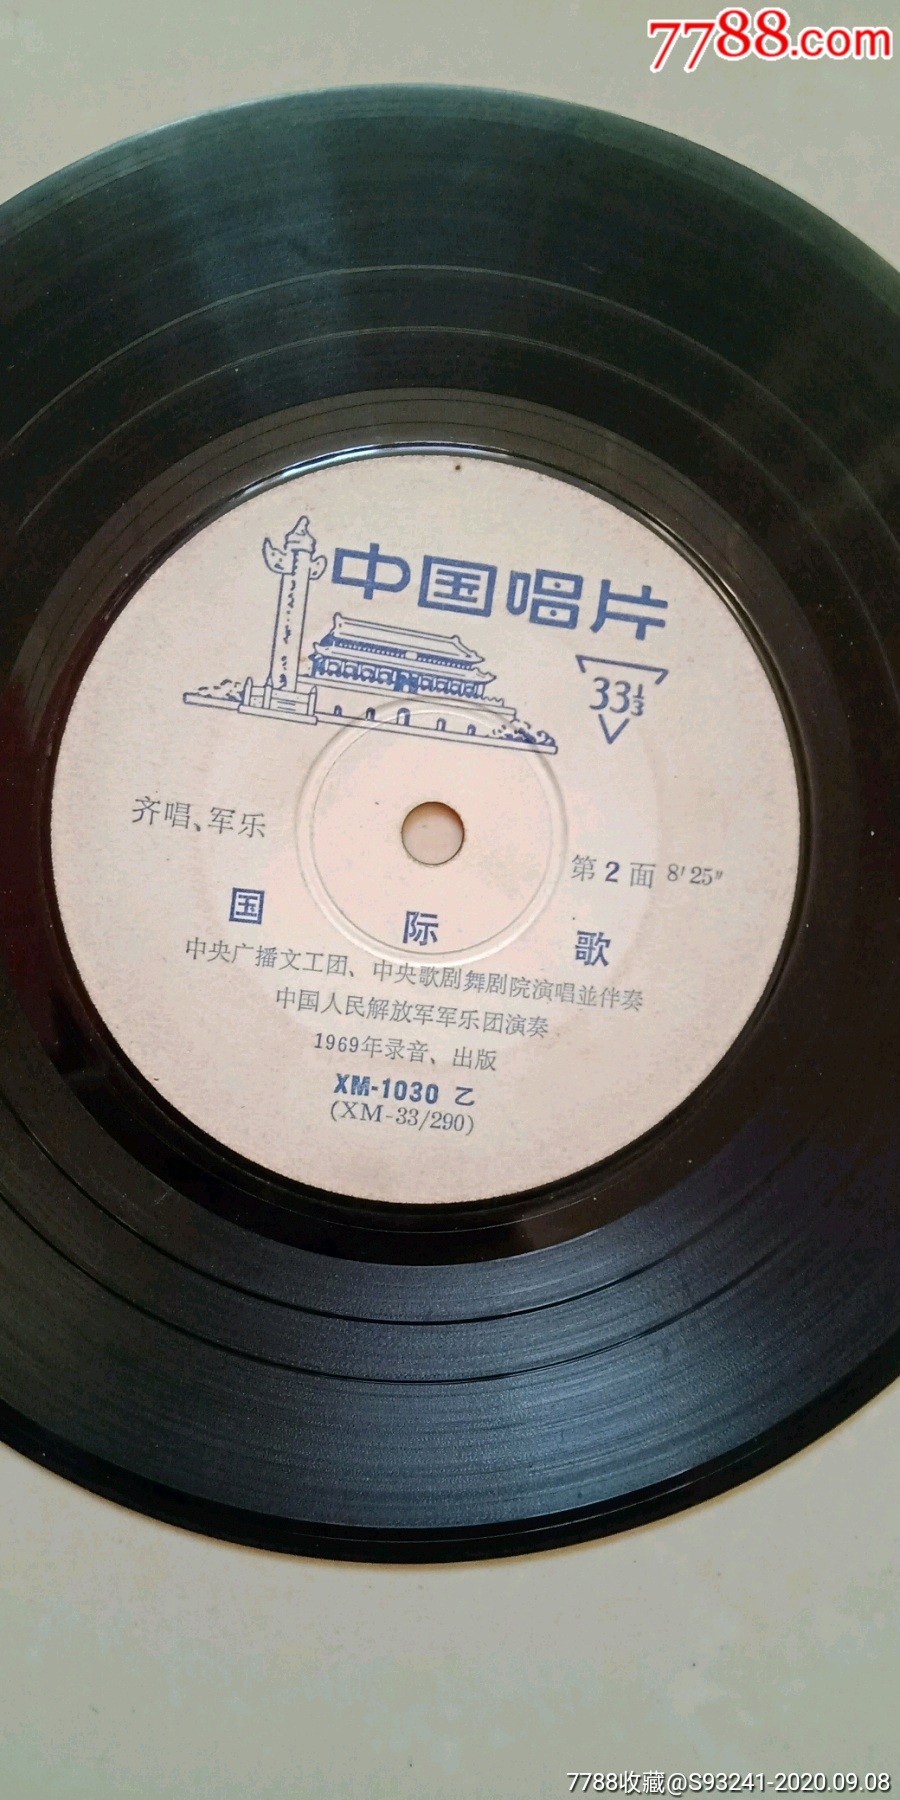 7788.com
中国唱片
33⅓
齐唱、军乐
第2面 8′25″
国际歌
中央广播文工团、中央歌剧舞剧院演唱並伴奏
中国人民解放军军乐团演奏
1969年录音、出版
XM-1030 乙
(XM-33/290)
7788收藏@S93241-2020.09.08